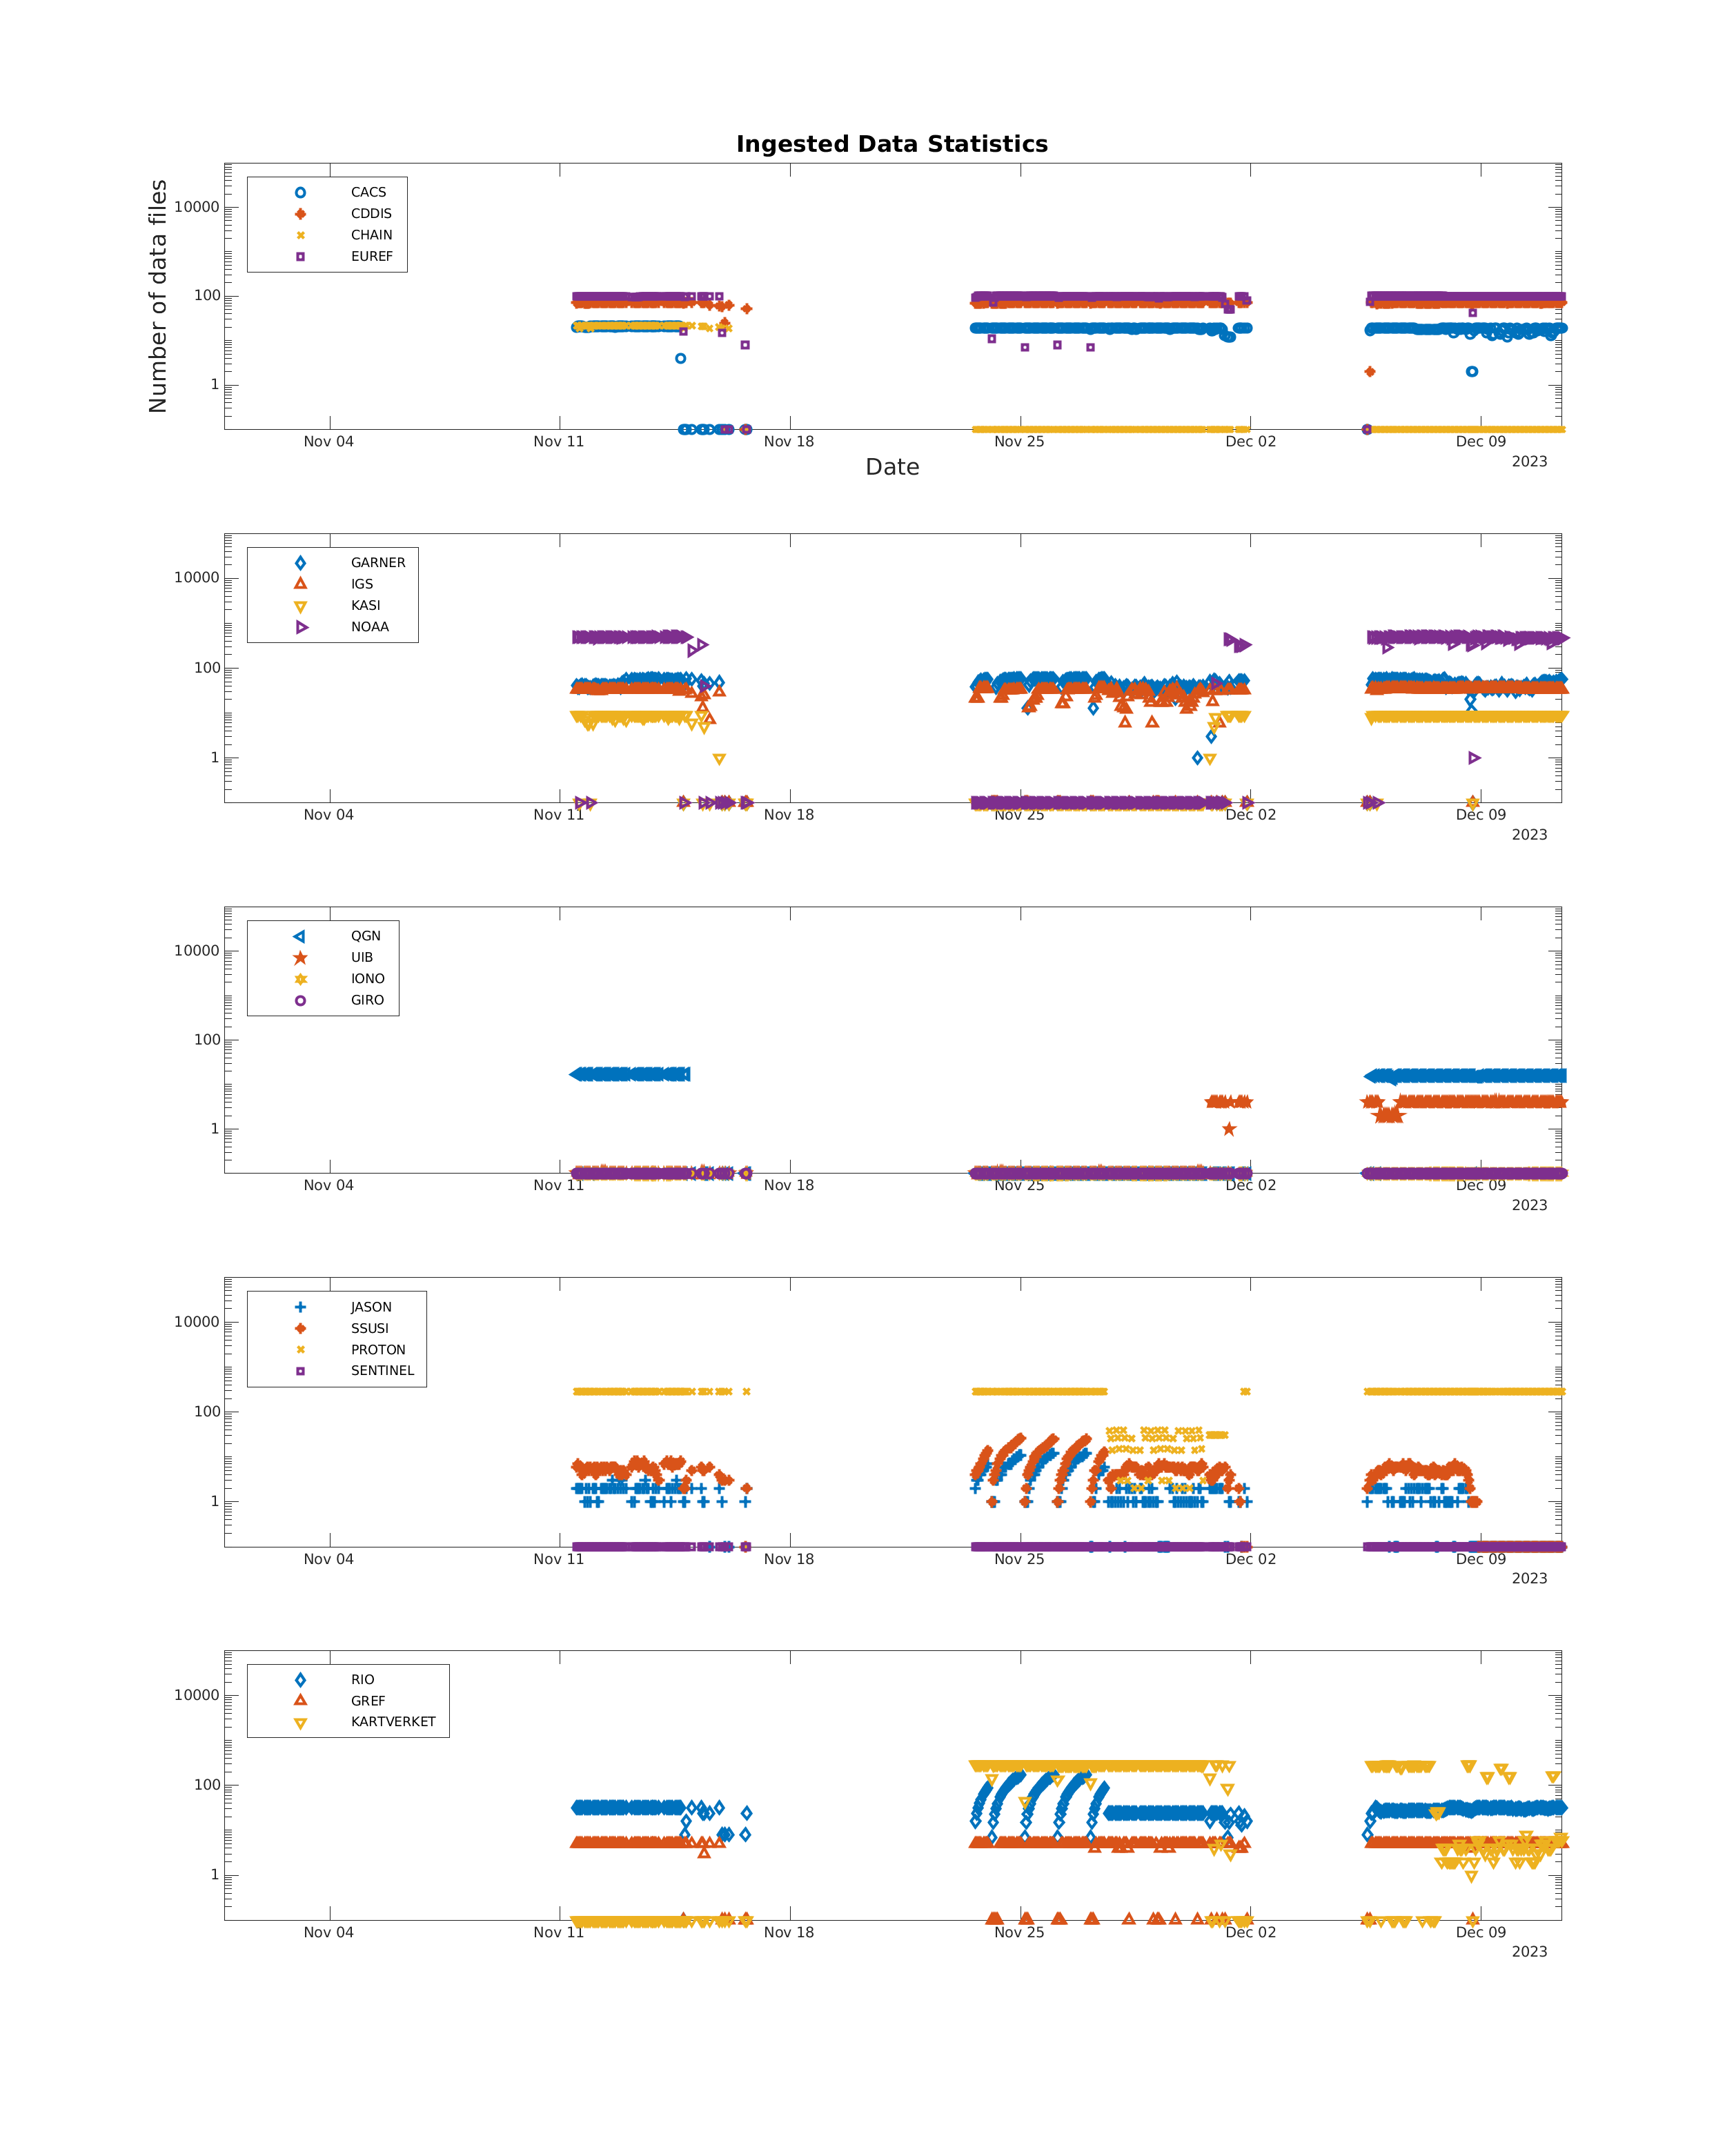 Ingested Data Statistics
Number of data files
CACS
CDDIS
CHAIN
EUREF
10000
100
1
Nov 04 Nov 11 Nov 18 Nov 25 Dec 02 Dec 09
2023
Date
GARNER
IGS
KASI
NOAA
10000
100
1
Nov 04 Nov 11 Nov 18 Nov 25 Dec 02 Dec 09
2023
QGN
UIB
IONO
GIRO
10000
100
1
Nov 04 Nov 11 Nov 18 Nov 25 Dec 02 Dec 09
2023
JASON
SSUSI
PROTON
SENTINEL
10000
100
1
Nov 04 Nov 11 Nov 18 Nov 25 Dec 02 Dec 09
2023
RIO
GREF
KARTVERKET
10000
100
1
Nov 04 Nov 11 Nov 18 Nov 25 Dec 02 Dec 09
2023